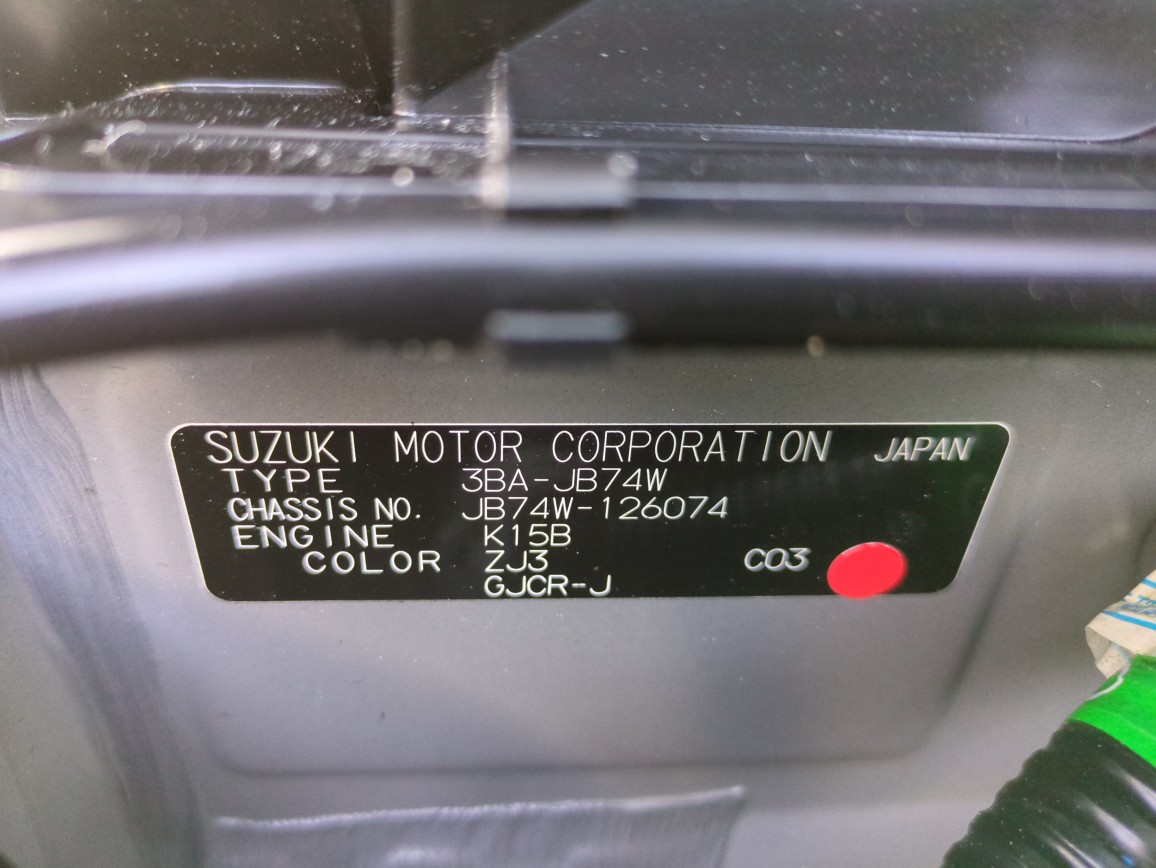 SUZUKI MOTOR CORPORATION JAPAN
TYPE 3BA-JB74W
CHASSIS NO. JB74W-126074
ENGINE K15B
COLOR ZJ3 C03
GJCR-J